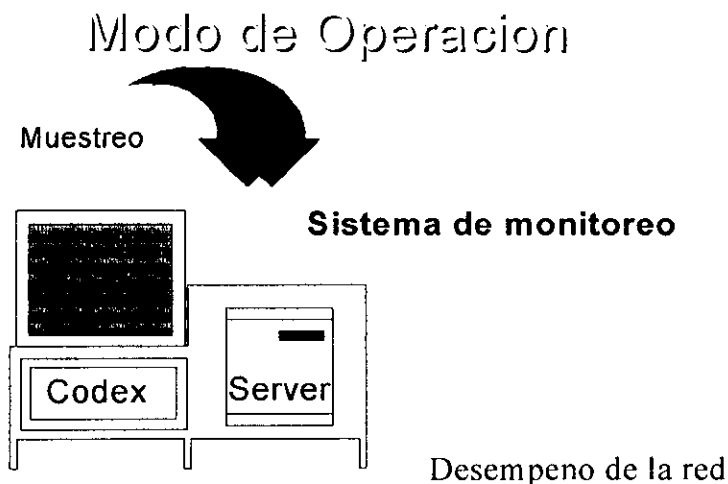 Modo de Operacion
Muestreo
Sistema de monitoreo
Codex
Server
Desempeno de la red